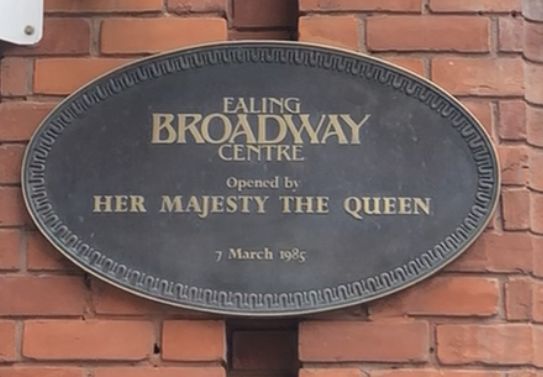 EALING
BROADWAY
CENTRE
Opened by
HER MAJESTY THE QUEEN
7 March 1985